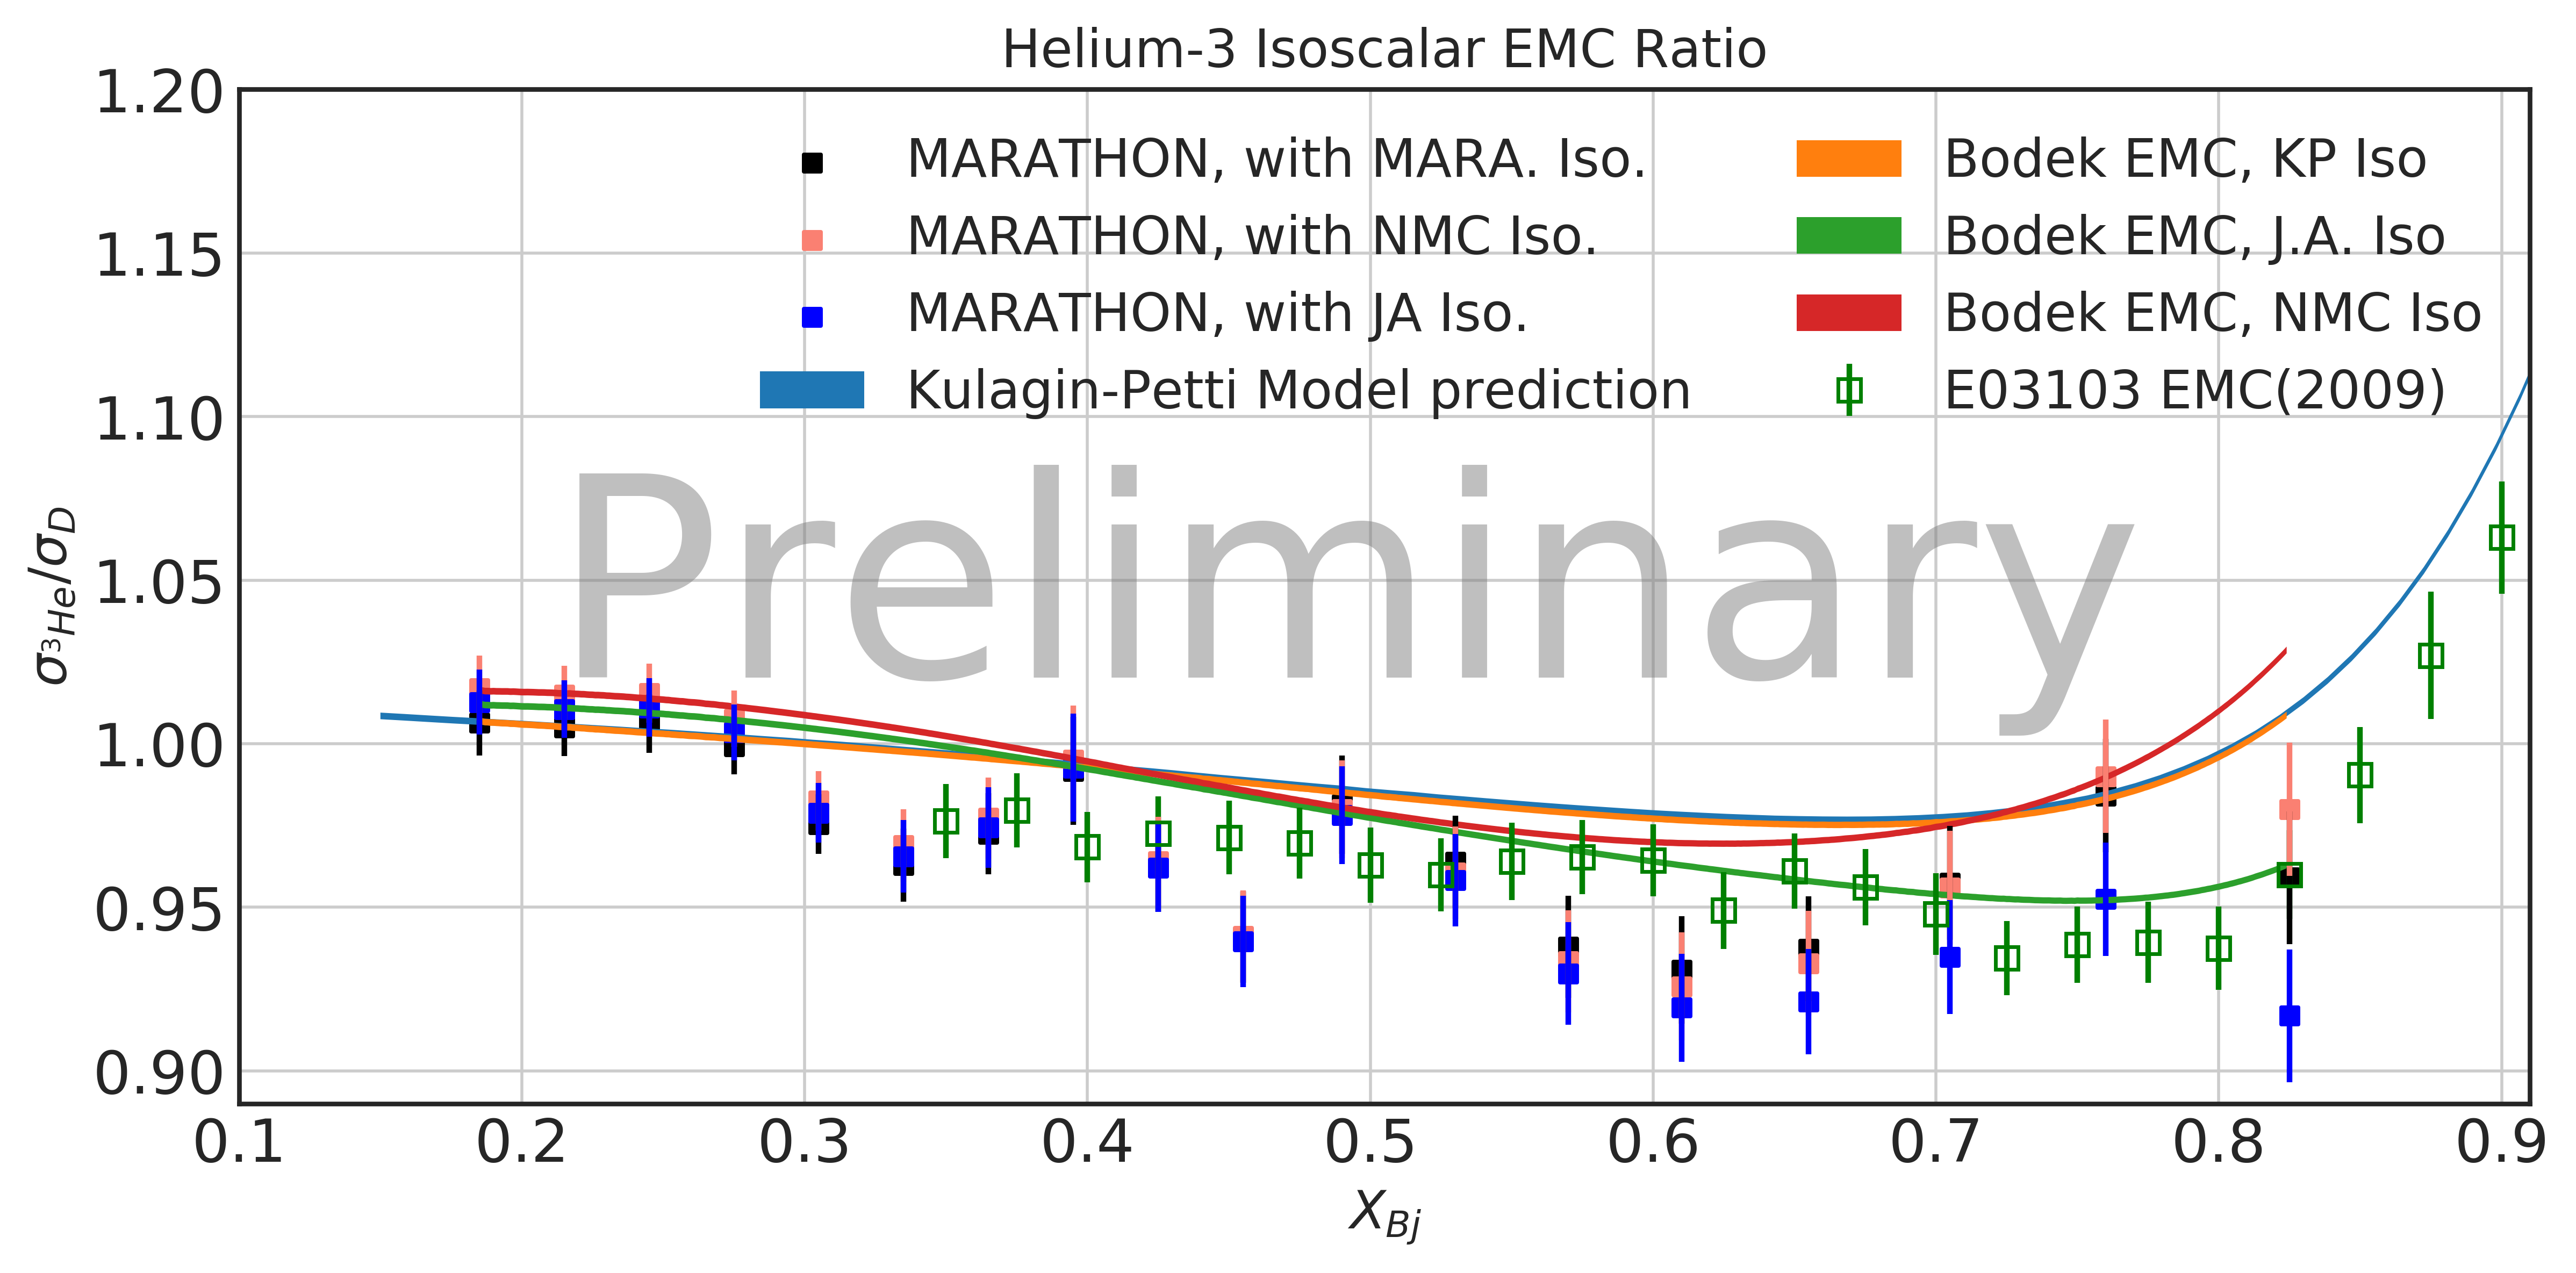 Helium-3 Isoscalar EMC Ratio
1.20
1.15
1.10
1.05
1.00
0.95
0.90
σ³He/σD
MARATHON, with MARA. Iso.
MARATHON, with NMC Iso.
MARATHON, with JA Iso.
Kulagin-Petti Model prediction
Bodek EMC, KP Iso
Bodek EMC, J.A. Iso
Bodek EMC, NMC Iso
E03103 EMC(2009)
Preliminary
0.1 0.2 0.3 0.4 0.5 0.6 0.7 0.8 0.9
XBj